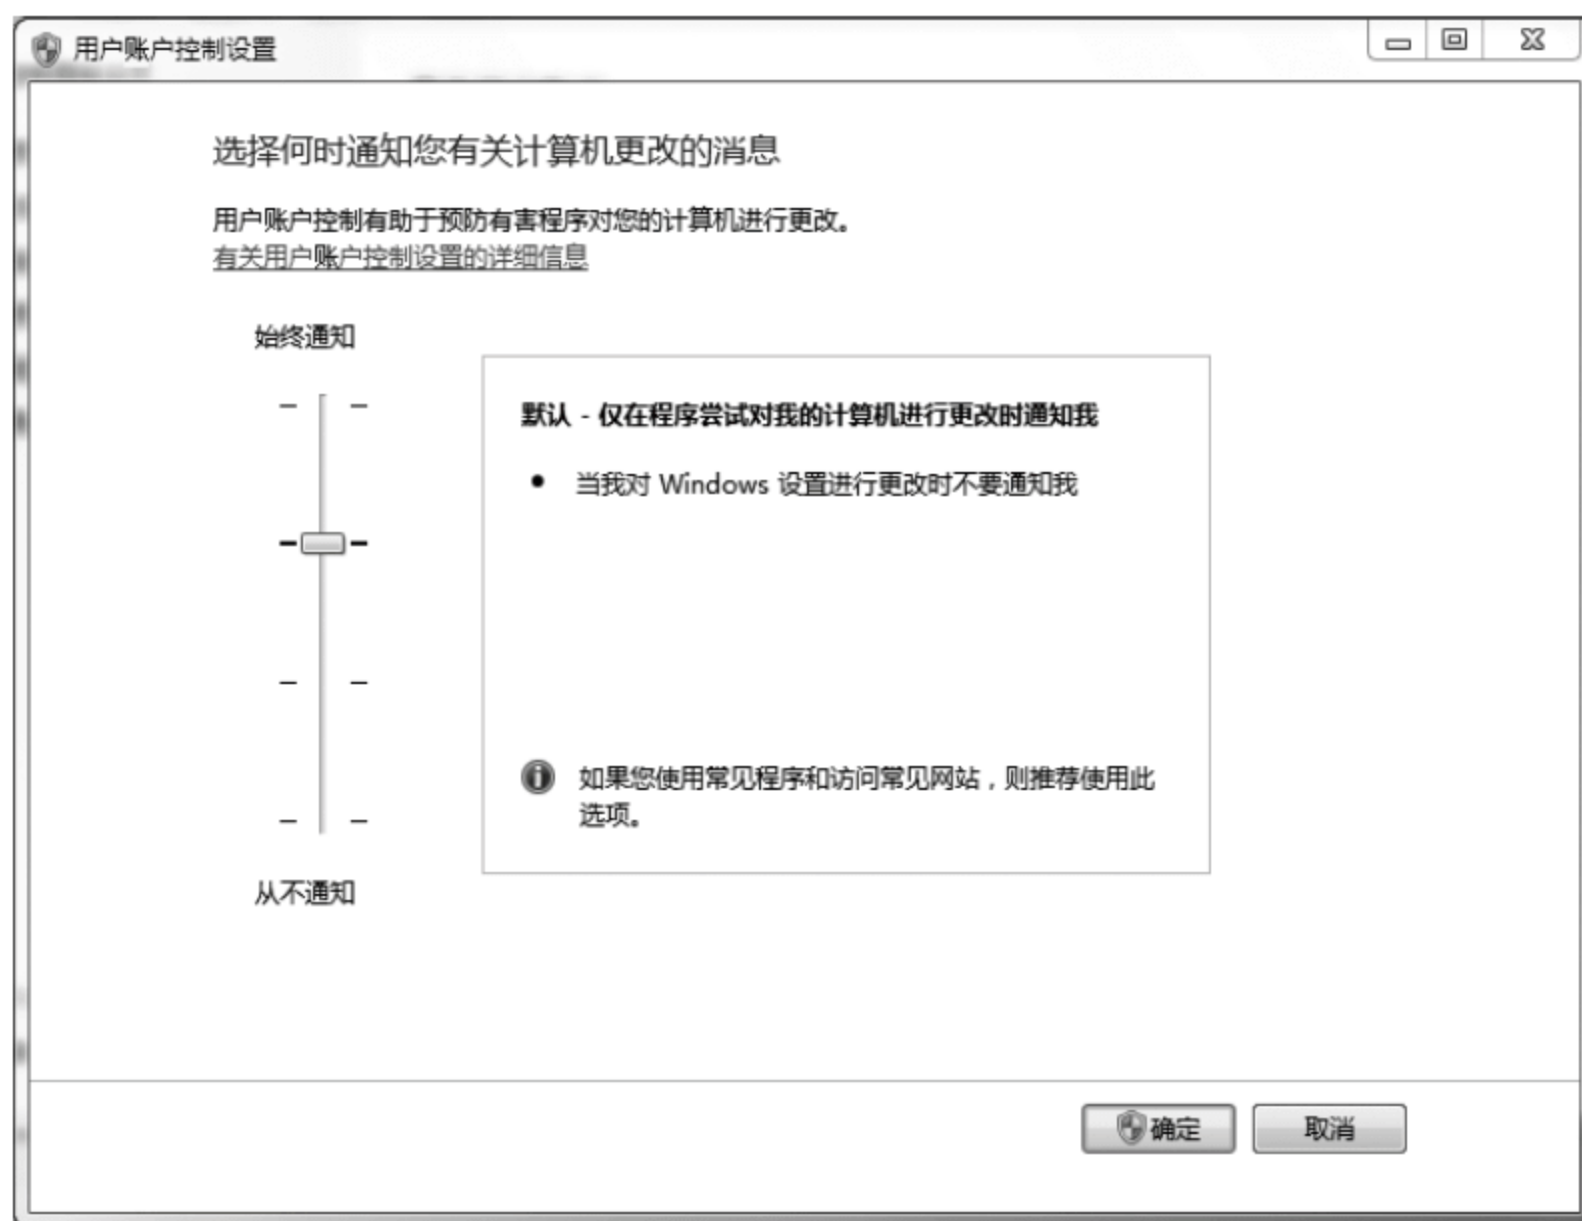 用户账户控制设置
选择何时通知您有关计算机更改的消息
用户账户控制有助于预防有害程序对您的计算机进行更改。
有关用户账户控制设置的详细信息
始终通知
默认 - 仅在程序尝试对我的计算机进行更改时通知我
• 当我对 Windows 设置进行更改时不要通知我
如果您使用常见程序和访问常见网站，则推荐使用此
选项。
从不通知
确定 取消